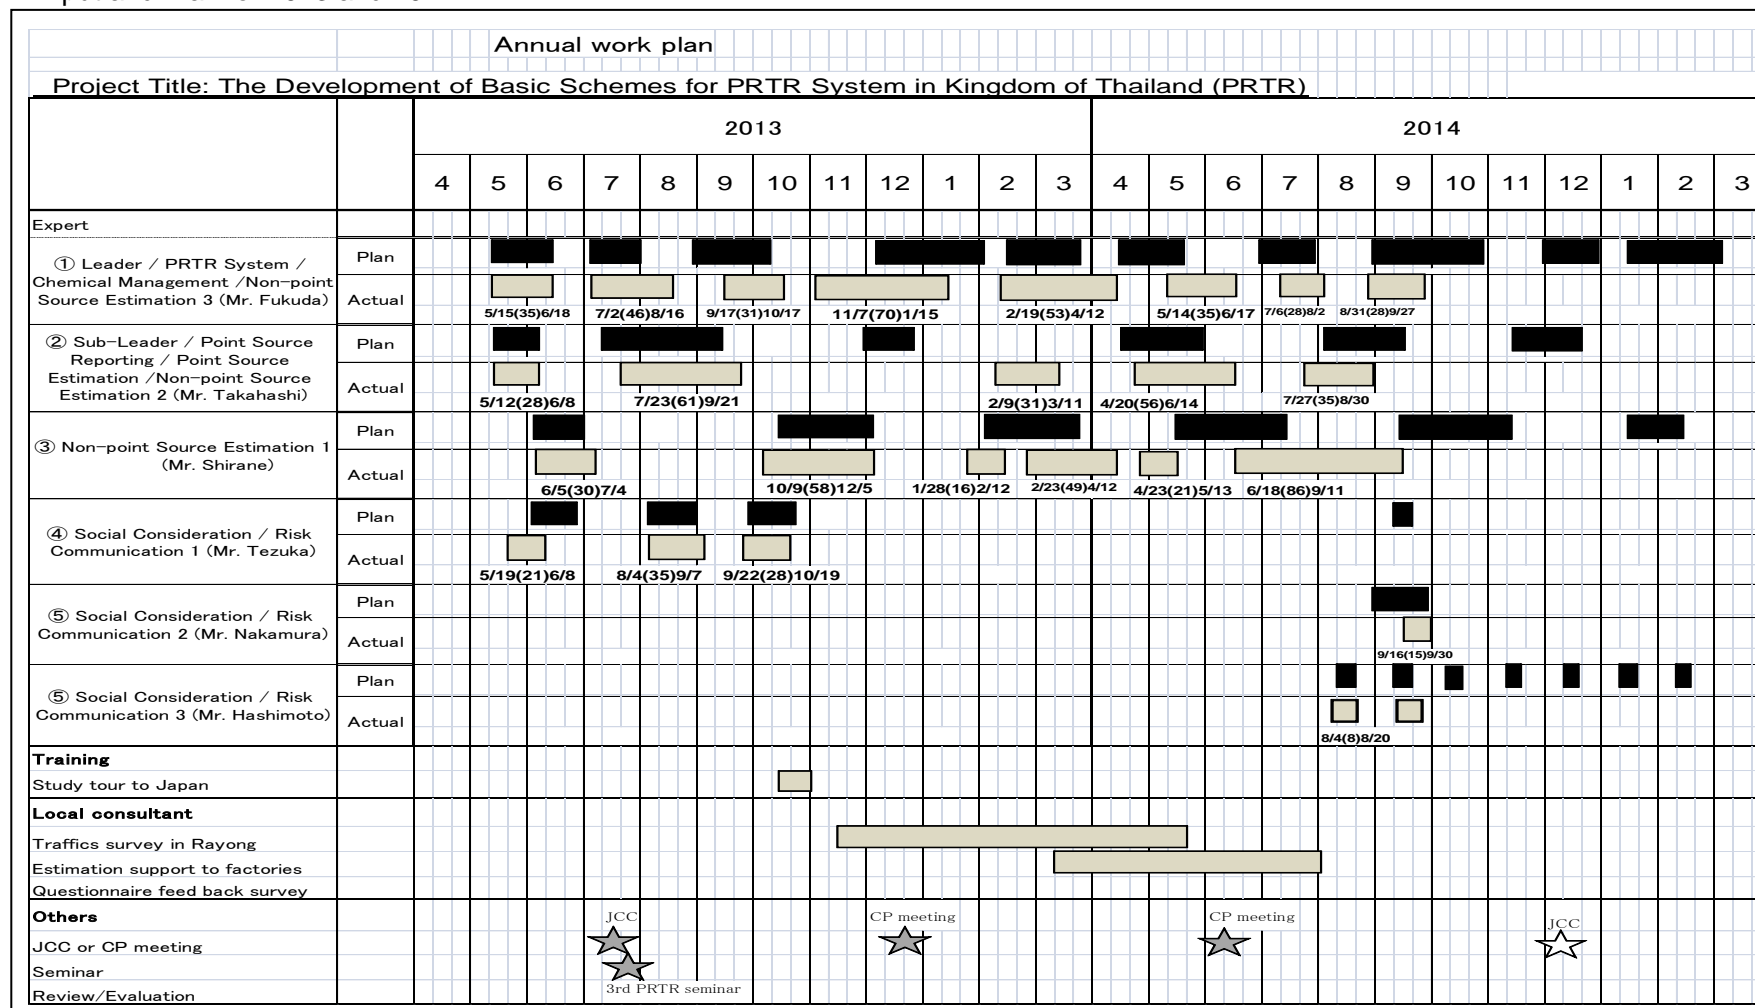 Annual work plan
Project Title: The Development of Basic Schemes for PRTR System in Kingdom of Thailand (PRTR)
2013 2014
4 5 6 7 8 9 10 11 12 1 2 3 4 5 6 7 8 9 10 11 12 1 2 3
Expert
① Leader / PRTR System /
Chemical Management /Non-point
Source Estimation 3 (Mr. Fukuda)
Plan
Actual
5/15(35)6/18 7/2(46)8/16 9/17(31)10/17 11/7(70)1/15 2/19(53)4/12 5/14(35)6/17 7/6(28)8/2 8/31(28)9/27
② Sub-Leader / Point Source
Reporting / Point Source
Estimation /Non-point Source
Estimation 2 (Mr. Takahashi)
Plan
Actual
5/12(28)6/8 7/23(61)9/21 2/9(31)3/11 4/20(56)6/14 7/27(35)8/30
③ Non-point Source Estimation 1
(Mr. Shirane)
Plan
Actual
6/5(30)7/4 10/9(58)12/5 1/28(16)2/12 2/23(49)4/12 4/23(21)5/13 6/18(86)9/11
④ Social Consideration / Risk
Communication 1 (Mr. Tezuka)
Plan
Actual
5/19(21)6/8 8/4(35)9/7 9/22(28)10/19
⑤ Social Consideration / Risk
Communication 2 (Mr. Nakamura)
Plan
Actual
9/16(15)9/30
⑤ Social Consideration / Risk
Communication 3 (Mr. Hashimoto)
Plan
Actual
8/4(8)8/20
Training
Study tour to Japan
Local consultant
Traffics survey in Rayong
Estimation support to factories
Questionnaire feed back survey
Others
JCC CP meeting CP meeting JCC
JCC or CP meeting
Seminar
3rd PRTR seminar
Review/Evaluation